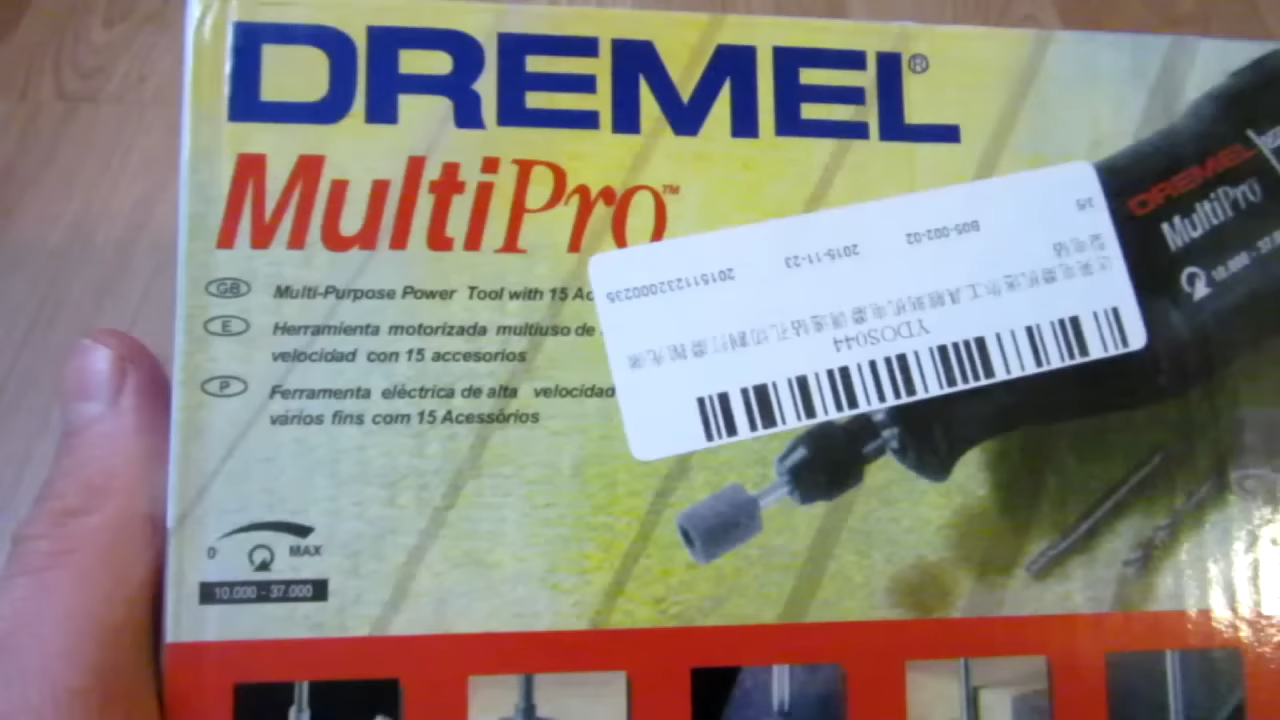 DREMEL®
MultiPro™
GB Multi-Purpose Power Tool with 15
E Herramienta motorizada multiuso de
velocidad con 15 accesorios
P Ferramenta eléctrica de alta velocidad
vários fins com 15 Acessórios
0 MAX
10.000 - 37.000
DREMEL
MultiPro
YDOS044
201511232000235 2015-11-23 B05-002-02